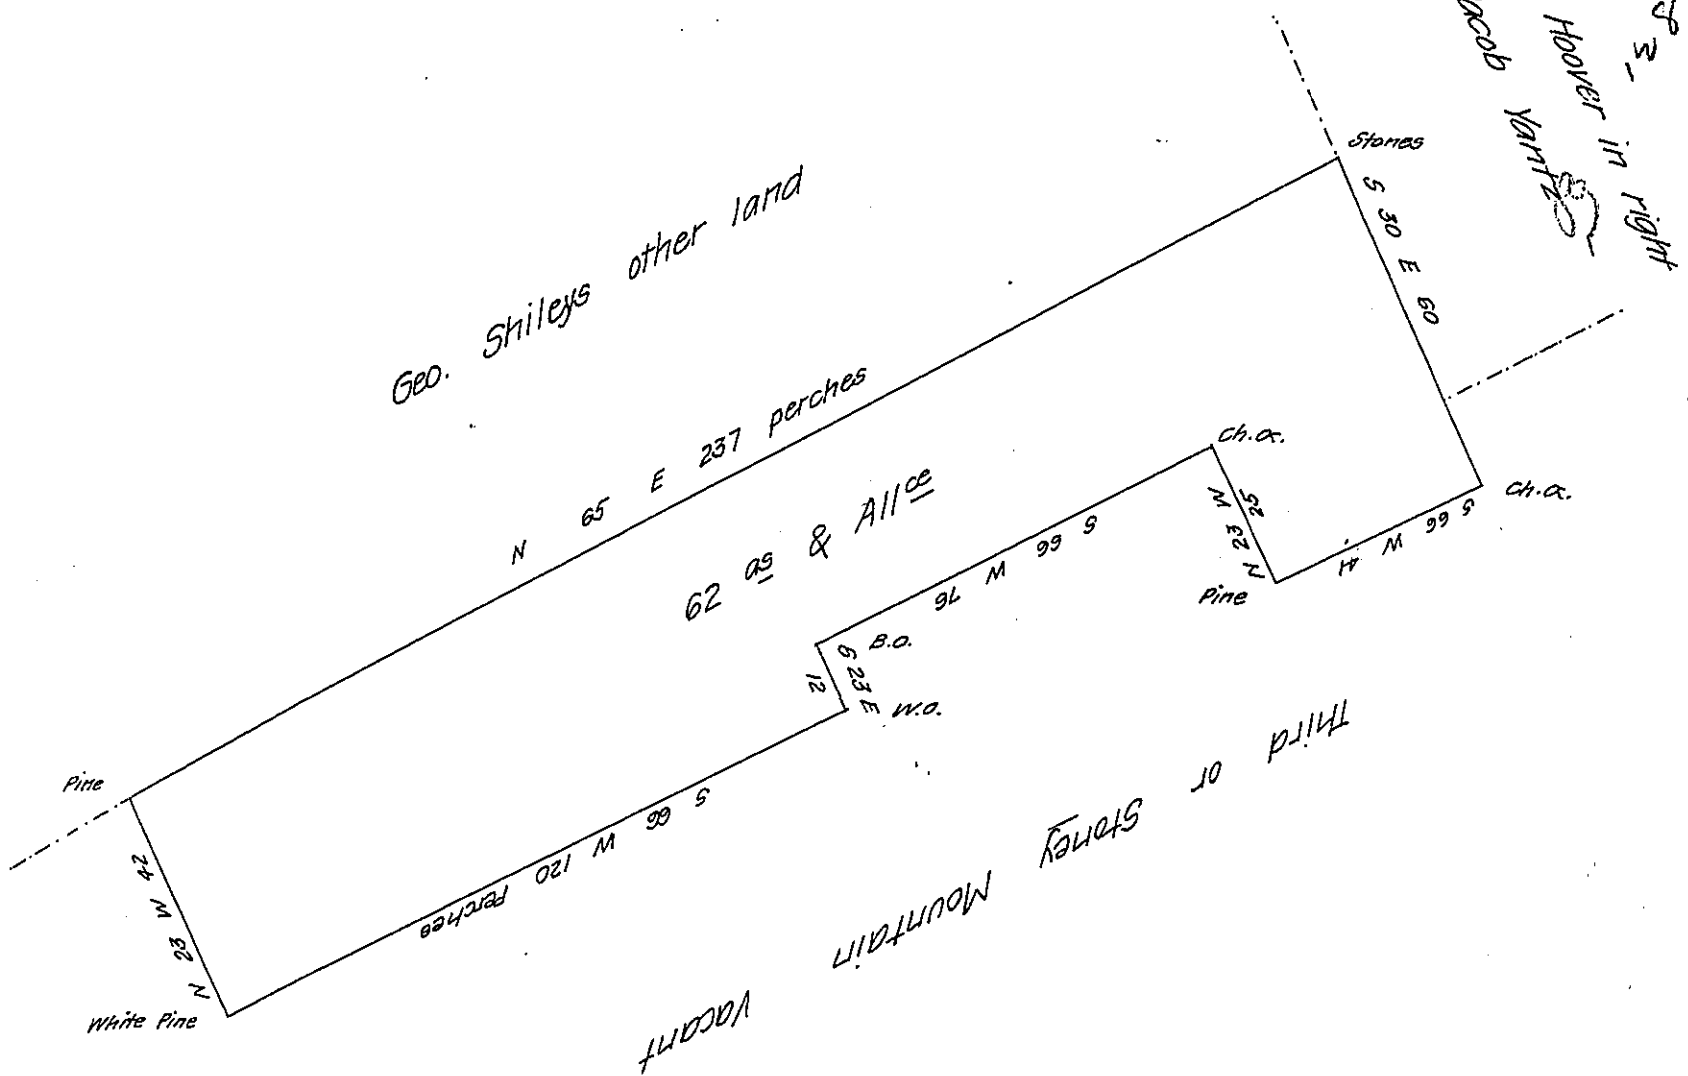 8
3-
Hoover in right
acob Yantz
Stones
S 30 E 60
Geo. Shileys other land
N 65 E 237 perches
62 as & Allce
Ch.o.
Ch.o.
S 66 W 41
N 23 W 25
Pine
S 66 W 76
B.o.
S 23 E
12
W.o.
S 66 W 120 Perches
Pine
N 23 W 42
White Pine
Third or Stoney Mountain Vacant